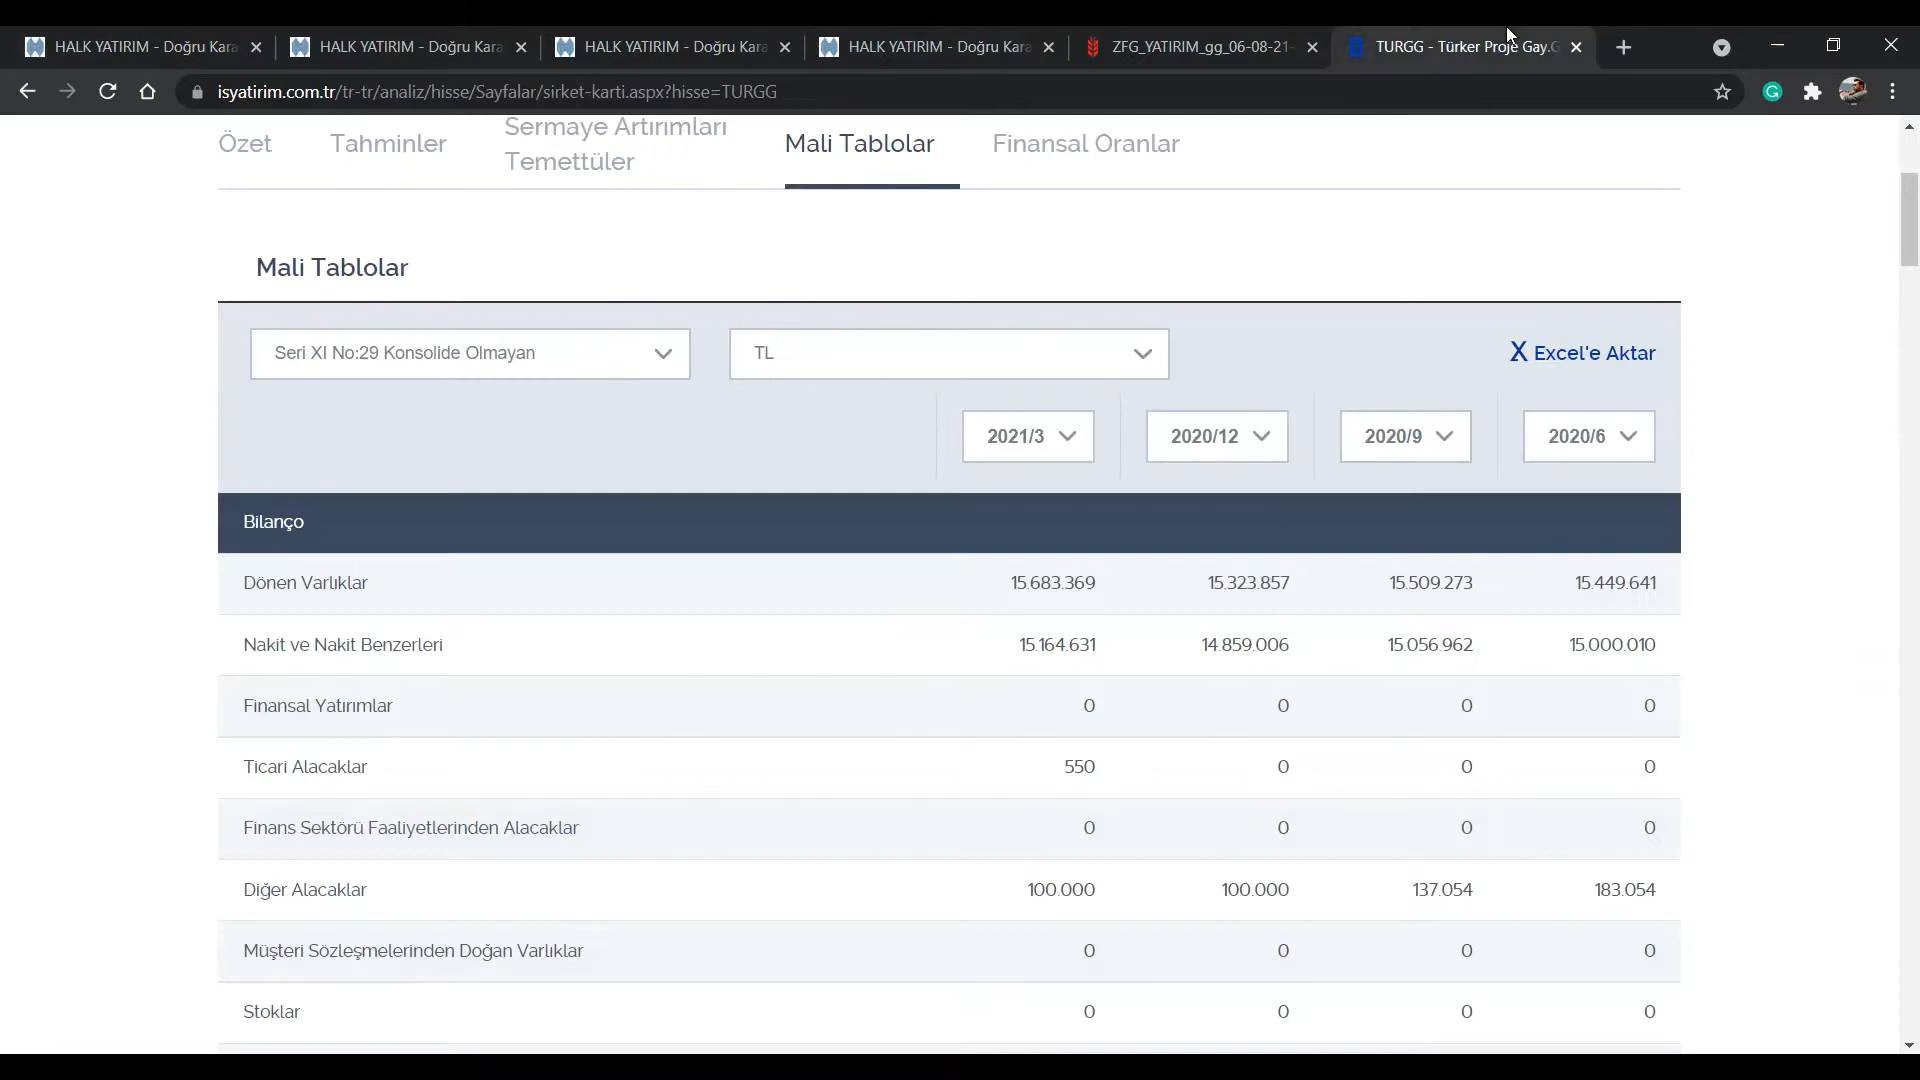 HALK YATIRIM - Doğru Kara
HALK YATIRIM - Doğru Kara
HALK YATIRIM - Doğru Kara
HALK YATIRIM - Doğru Kara
ZFG_YATIRIM_gg_06-08-21-
TURGG - Türker Proje Gay.G
isyatirim.com.tr/tr-tr/analiz/hisse/Sayfalar/sirket-karti.aspx?hisse=TURGG
Özet
Tahminler
Sermaye Artırımları
Temettüler
Mali Tablolar
Finansal Oranlar
Mali Tablolar
Seri XI No:29 Konsolide Olmayan
TL
X Excel'e Aktar
2021/3 2020/12 2020/9 2020/6
Bilanço
Dönen Varlıklar 15.683.369 15.323.857 15.509.273 15.449.641
Nakit ve Nakit Benzerleri 15.164.631 14.859.006 15.056.962 15.000.010
Finansal Yatırımlar 0 0 0 0
Ticari Alacaklar 550 0 0 0
Finans Sektörü Faaliyetlerinden Alacaklar 0 0 0 0
Diğer Alacaklar 100.000 100.000 137.054 183.054
Müşteri Sözleşmelerinden Doğan Varlıklar 0 0 0 0
Stoklar 0 0 0 0